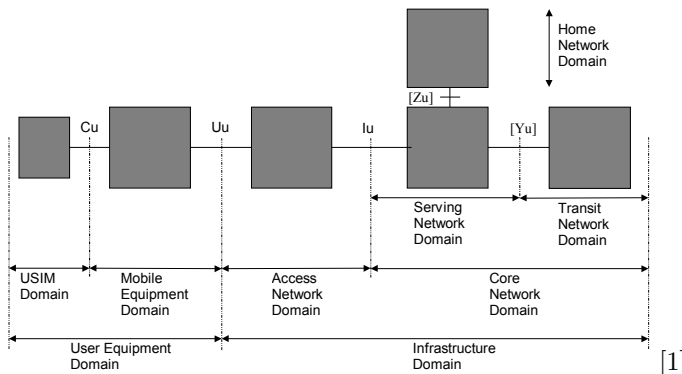 Home
Network
Domain
[Zu]
Cu
Uu
Iu
[Yu]
Serving
Network
Domain
Transit
Network
Domain
USIM
Domain
Mobile
Equipment
Domain
Access
Network
Domain
Core
Network
Domain
User Equipment
Domain
Infrastructure
Domain
[1]